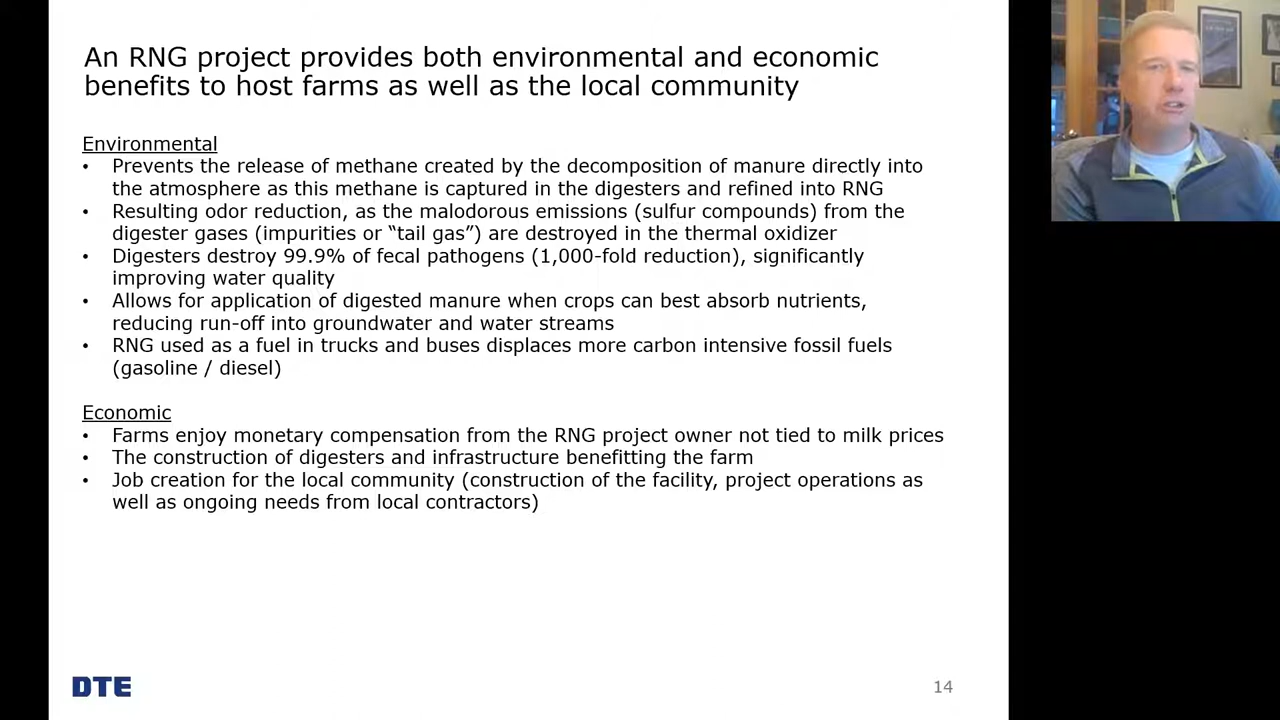 An RNG project provides both environmental and economic
benefits to host farms as well as the local community
Environmental
• Prevents the release of methane created by the decomposition of manure directly into
the atmosphere as this methane is captured in the digesters and refined into RNG
• Resulting odor reduction, as the malodorous emissions (sulfur compounds) from the
digester gases (impurities or “tail gas”) are destroyed in the thermal oxidizer
• Digesters destroy 99.9% of fecal pathogens (1,000-fold reduction), significantly
improving water quality
• Allows for application of digested manure when crops can best absorb nutrients,
reducing run-off into groundwater and water streams
• RNG used as a fuel in trucks and buses displaces more carbon intensive fossil fuels
(gasoline / diesel)
Economic
• Farms enjoy monetary compensation from the RNG project owner not tied to milk prices
• The construction of digesters and infrastructure benefitting the farm
• Job creation for the local community (construction of the facility, project operations as
well as ongoing needs from local contractors)
DTE
14